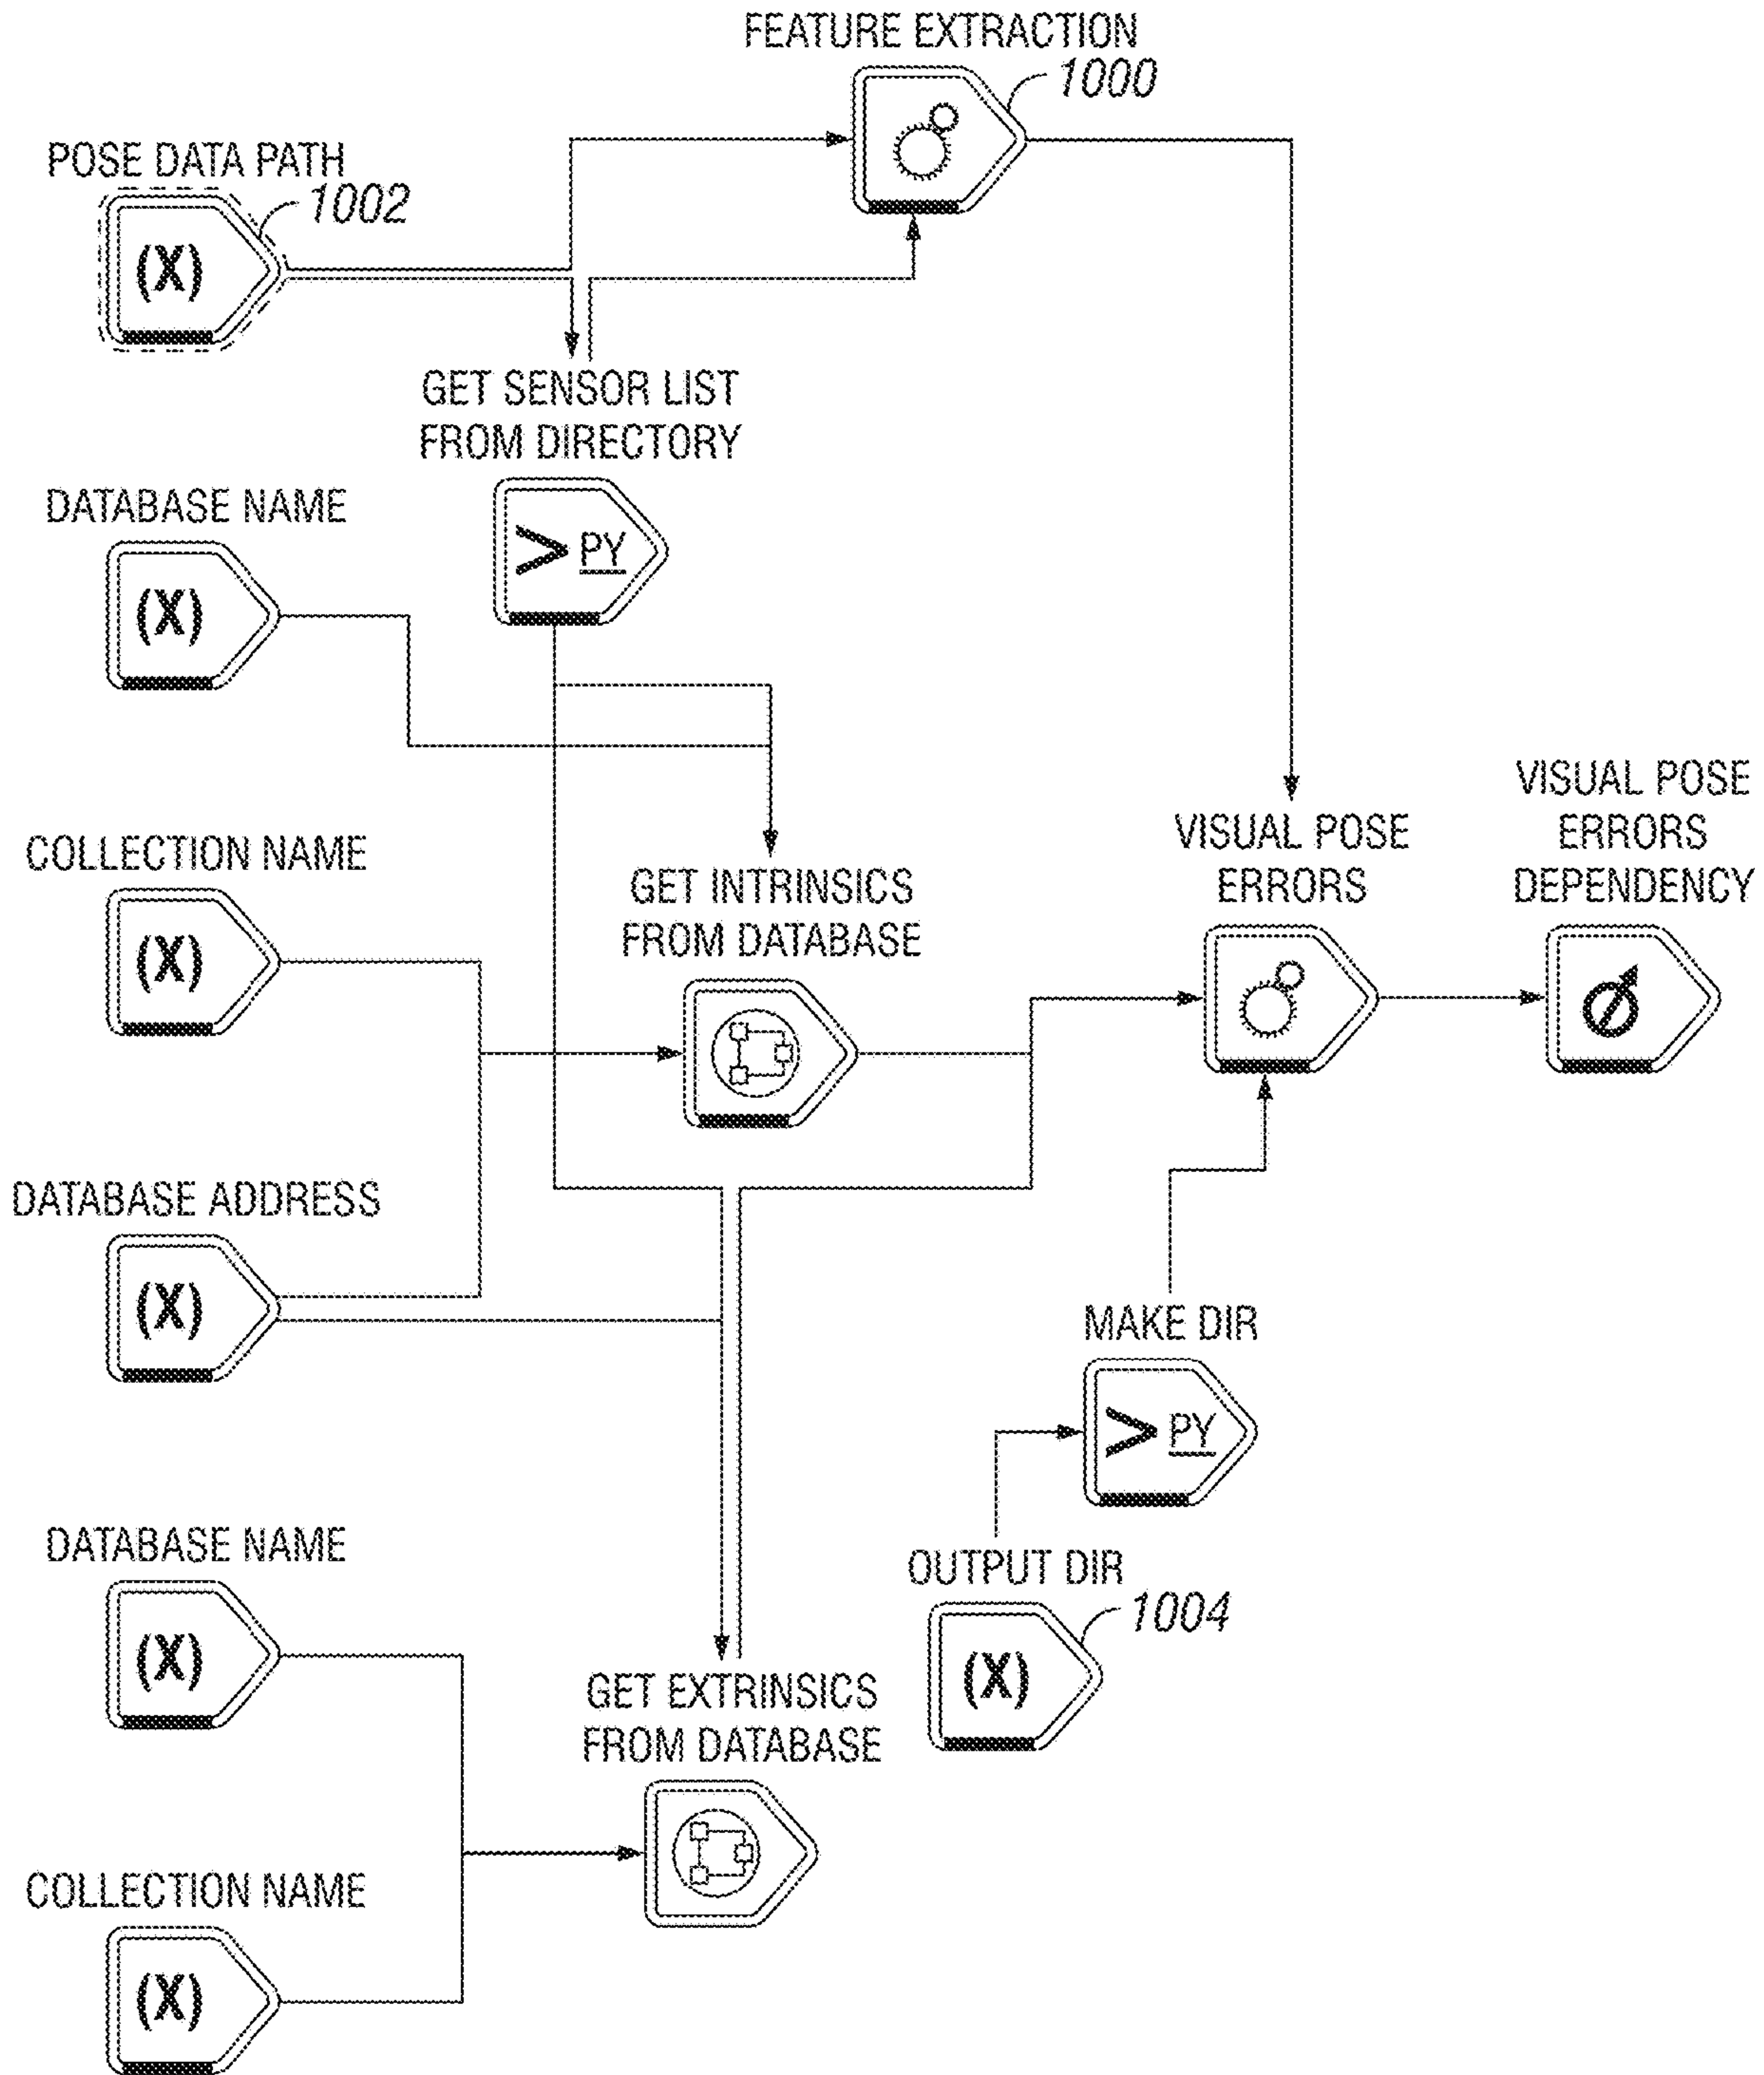 FEATURE EXTRACTION
1000
POSE DATA PATH
1002
(X)
GET SENSOR LIST
FROM DIRECTORY
> PY
DATABASE NAME
(X)
COLLECTION NAME
(X)
GET INTRINSICS
FROM DATABASE
VISUAL POSE
ERRORS
VISUAL POSE
ERRORS
DEPENDENCY
DATABASE ADDRESS
(X)
MAKE DIR
> PY
OUTPUT DIR
1004
(X)
DATABASE NAME
(X)
GET EXTRINSICS
FROM DATABASE
COLLECTION NAME
(X)